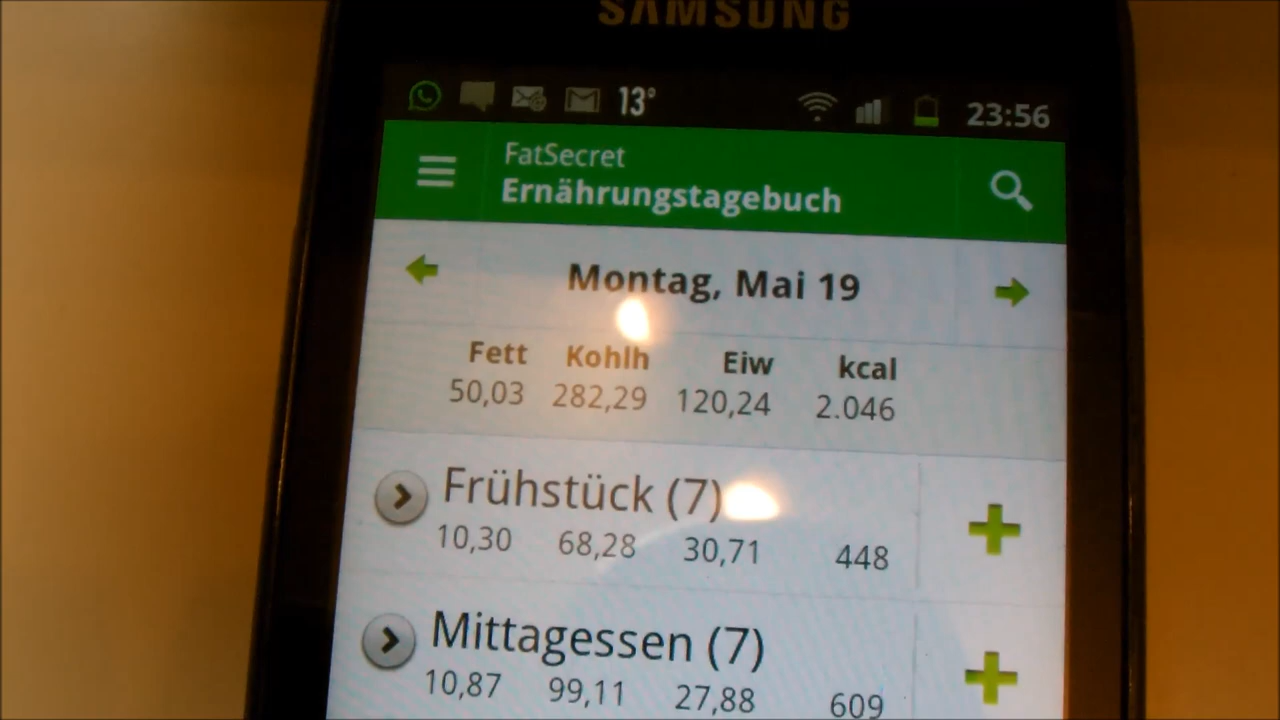 SAMSUNG
13° 23:56
FatSecret
Ernährungstagebuch
Montag, Mai 19
Fett Kohlh Eiw kcal
50,03 282,29 120,24 2.046
Frühstück (7)
10,30 68,28 30,71 448
Mittagessen (7)
10,87 99,11 27,88 609